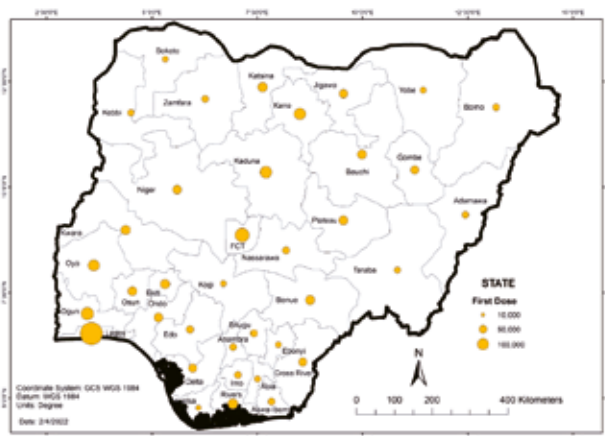 Sokoto
Katsina
Jigawa
Yobe
Borno
Kebbi
Zamfara
Kano
Kaduna
Bauchi
Gombe
Niger
Adamawa
Plateau
Kwara
FCT
Nassarawa
Oyo
Taraba
Kogi
Osun
Ekiti
Ondo
Benue
Ogun
Lagos
Edo
Enugu
Anambra
Ebonyi
Cross River
Delta
Imo
Abia
Rivers
Akwa Ibom
STATE
First Dose
10,000
50,000
100,000
N
Coordinate System: GCS WGS 1984
Datum: WGS 1984
Units: Degree
Date: 2/4/2022
0 100 200 400 Kilometers